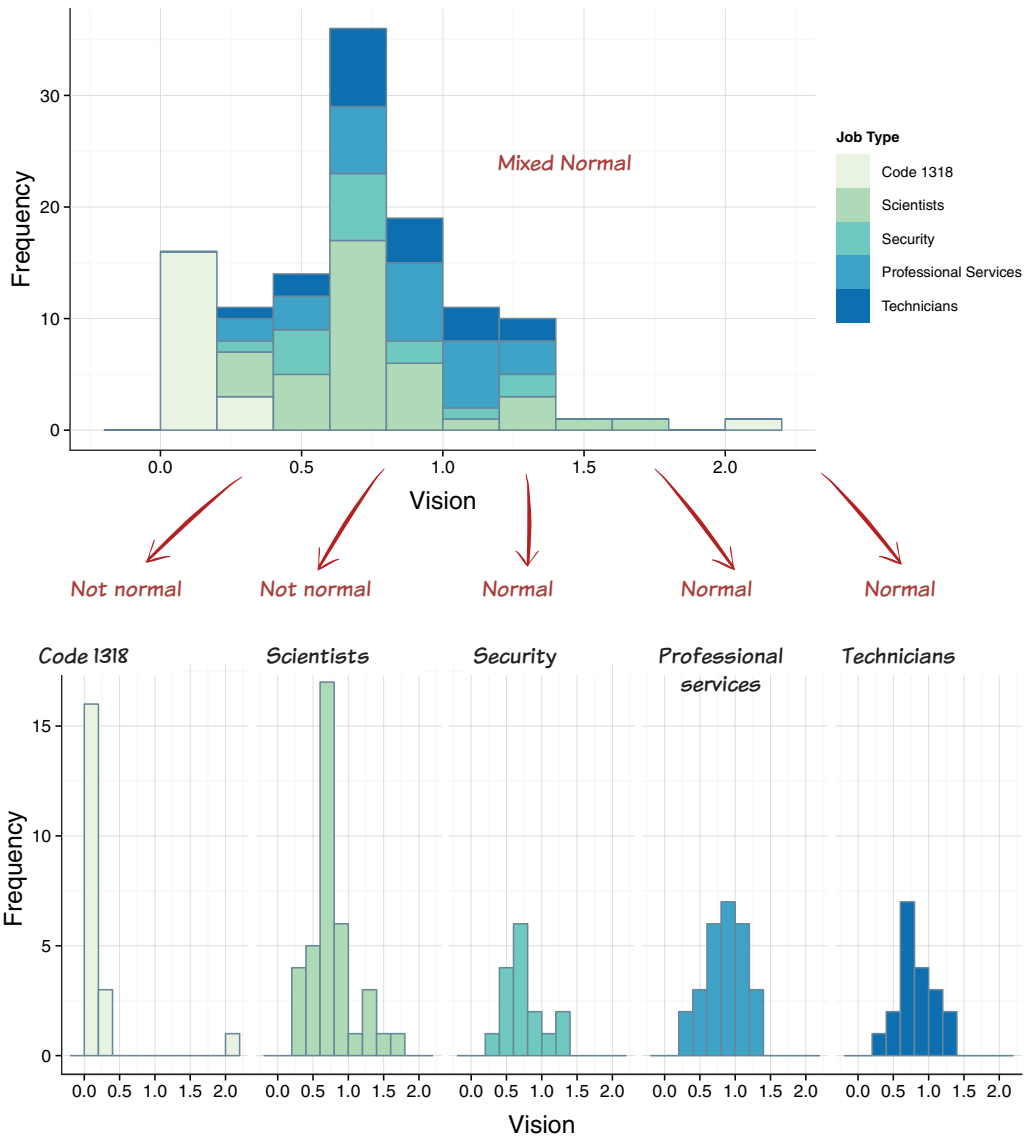 Frequency
30
20
10
0
0.0 0.5 1.0 1.5 2.0
Vision
Mixed Normal
Job Type
Code 1318
Scientists
Security
Professional Services
Technicians
Not normal
Not normal
Normal
Normal
Normal
Code 1318
Scientists
Security
Professional
services
Technicians
Frequency
15
10
5
0
0.0 0.5 1.0 1.5 2.0
0.0 0.5 1.0 1.5 2.0
0.0 0.5 1.0 1.5 2.0
0.0 0.5 1.0 1.5 2.0
0.0 0.5 1.0 1.5 2.0
Vision